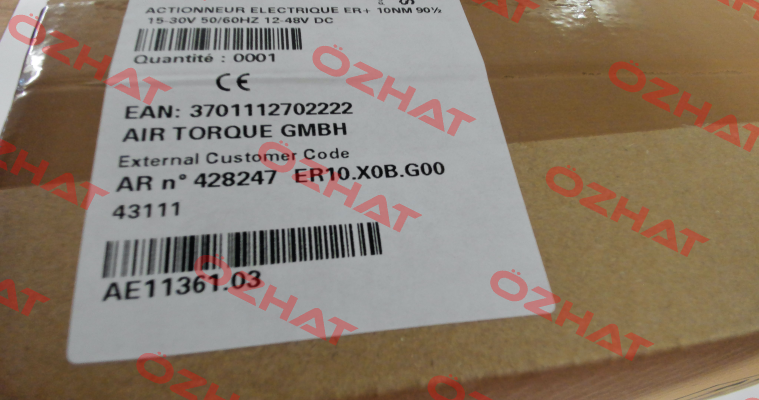 ACTIONNEUR ELECTRIQUE ER+ 10NM 90½
15-30V 50/60HZ 12-48V DC
Quantité : 0001
CE
EAN: 3701112702222
AIR TORQUE GMBH
External Customer Code
AR n° 428247 ER10.X0B.G00
43111
AE11361.03
ÖZHAT
ÖZHAT
ÖZHAT
ÖZHAT
ÖZHAT
ÖZHAT
ÖZHAT
ÖZHAT
ÖZHAT